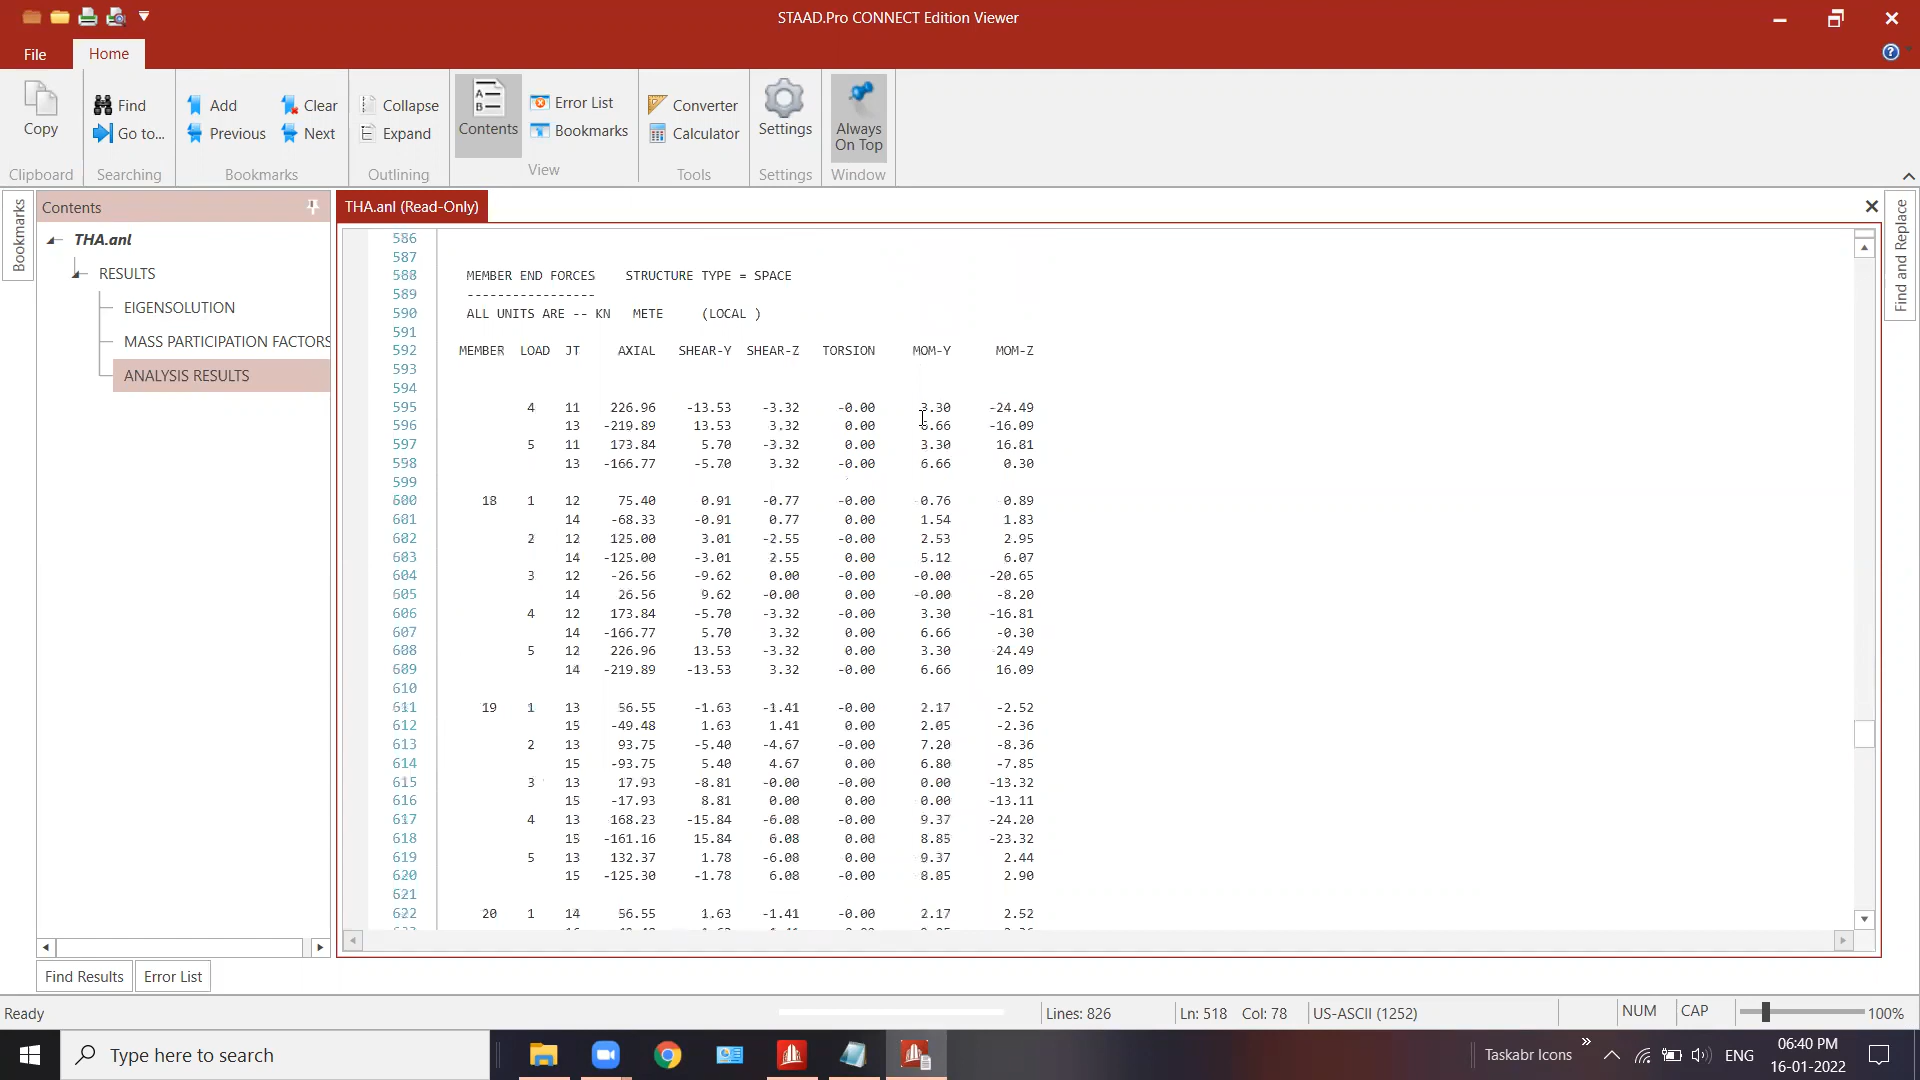 STAAD.Pro CONNECT Edition Viewer
File Home
Copy
Find
Go to...
Add
Previous
Clear
Next
Collapse
Expand
Contents
Error List
Bookmarks
Converter
Calculator
Settings
Always On Top
Clipboard Searching Bookmarks Outlining View Tools Settings Window
Bookmarks
Contents
THA.anl
RESULTS
EIGENSOLUTION
MASS PARTICIPATION FACTORS
ANALYSIS RESULTS
THA.anl (Read-Only)
Find and Replace
586
587
588 MEMBER END FORCES STRUCTURE TYPE = SPACE
589 -----------------
590 ALL UNITS ARE -- KN METE (LOCAL )
591
592 MEMBER LOAD JT AXIAL SHEAR-Y SHEAR-Z TORSION MOM-Y MOM-Z
593
594
595 4 11 226.96 -13.53 -3.32 -0.00 3.30 -24.49
596 13 -219.89 13.53 3.32 0.00 6.66 -16.09
597 5 11 173.84 5.70 -3.32 0.00 3.30 16.81
598 13 -166.77 -5.70 3.32 -0.00 6.66 0.30
599
600 18 1 12 75.40 0.91 -0.77 -0.00 0.76 0.89
601 14 -68.33 -0.91 0.77 0.00 1.54 1.83
602 2 12 125.00 3.01 -2.55 -0.00 2.53 2.95
603 14 -125.00 -3.01 2.55 0.00 5.12 6.07
604 3 12 -26.56 -9.62 0.00 -0.00 -0.00 -20.65
605 14 26.56 9.62 -0.00 0.00 -0.00 -8.20
606 4 12 173.84 -5.70 -3.32 -0.00 3.30 -16.81
607 14 -166.77 5.70 3.32 0.00 6.66 -0.30
608 5 12 226.96 13.53 -3.32 0.00 3.30 24.49
609 14 -219.89 -13.53 3.32 -0.00 6.66 16.09
610
611 19 1 13 56.55 -1.63 -1.41 -0.00 2.17 -2.52
612 15 -49.48 1.63 1.41 0.00 2.05 -2.36
613 2 13 93.75 -5.40 -4.67 -0.00 7.20 -8.36
614 15 -93.75 5.40 4.67 0.00 6.80 -7.85
615 3 13 17.93 -8.81 -0.00 -0.00 0.00 -13.32
616 15 -17.93 8.81 0.00 0.00 0.00 -13.11
617 4 13 168.23 -15.84 -6.08 -0.00 9.37 -24.20
618 15 -161.16 15.84 6.08 0.00 8.85 -23.32
619 5 13 132.37 1.78 -6.08 0.00 9.37 2.44
620 15 -125.30 -1.78 6.08 -0.00 8.85 2.90
621
622 20 1 14 56.55 1.63 -1.41 -0.00 2.17 2.52
Find Results Error List
Ready Lines: 826 Ln: 518 Col: 78 US-ASCII (1252) NUM CAP 100%
Type here to search Taskabr Icons ENG 06:40 PM
16-01-2022